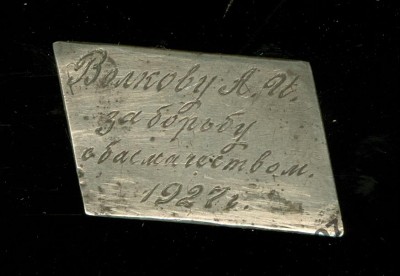 Волкову А. И.
за борьбу
с басмачеством.
1927 г.